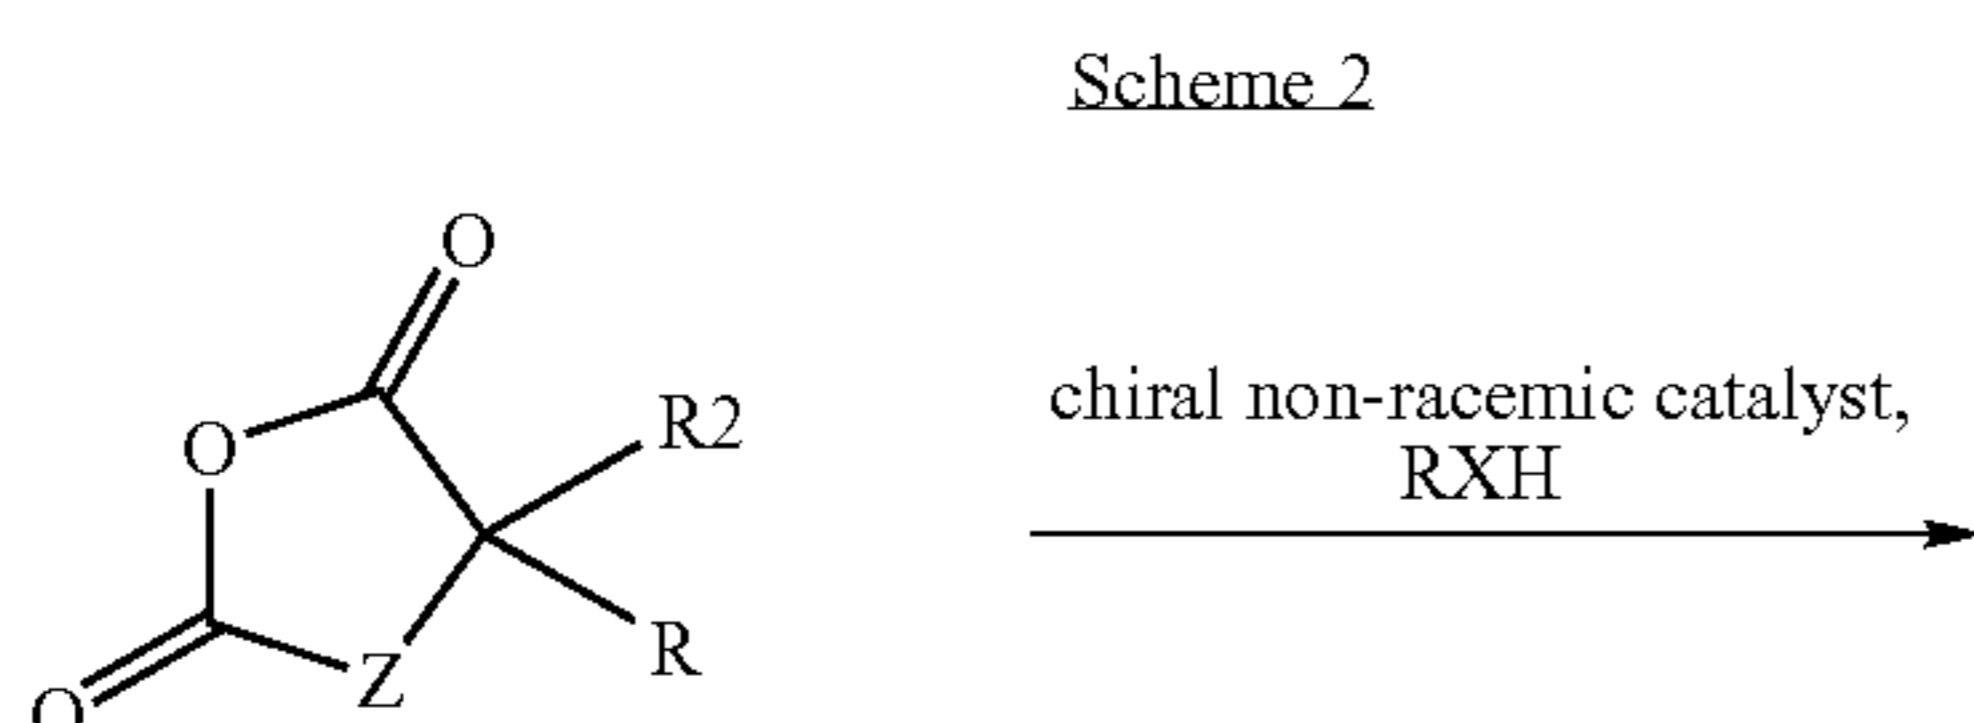 Scheme 2
O
R2
chiral non-racemic catalyst,
O
RXH
R
Z
O